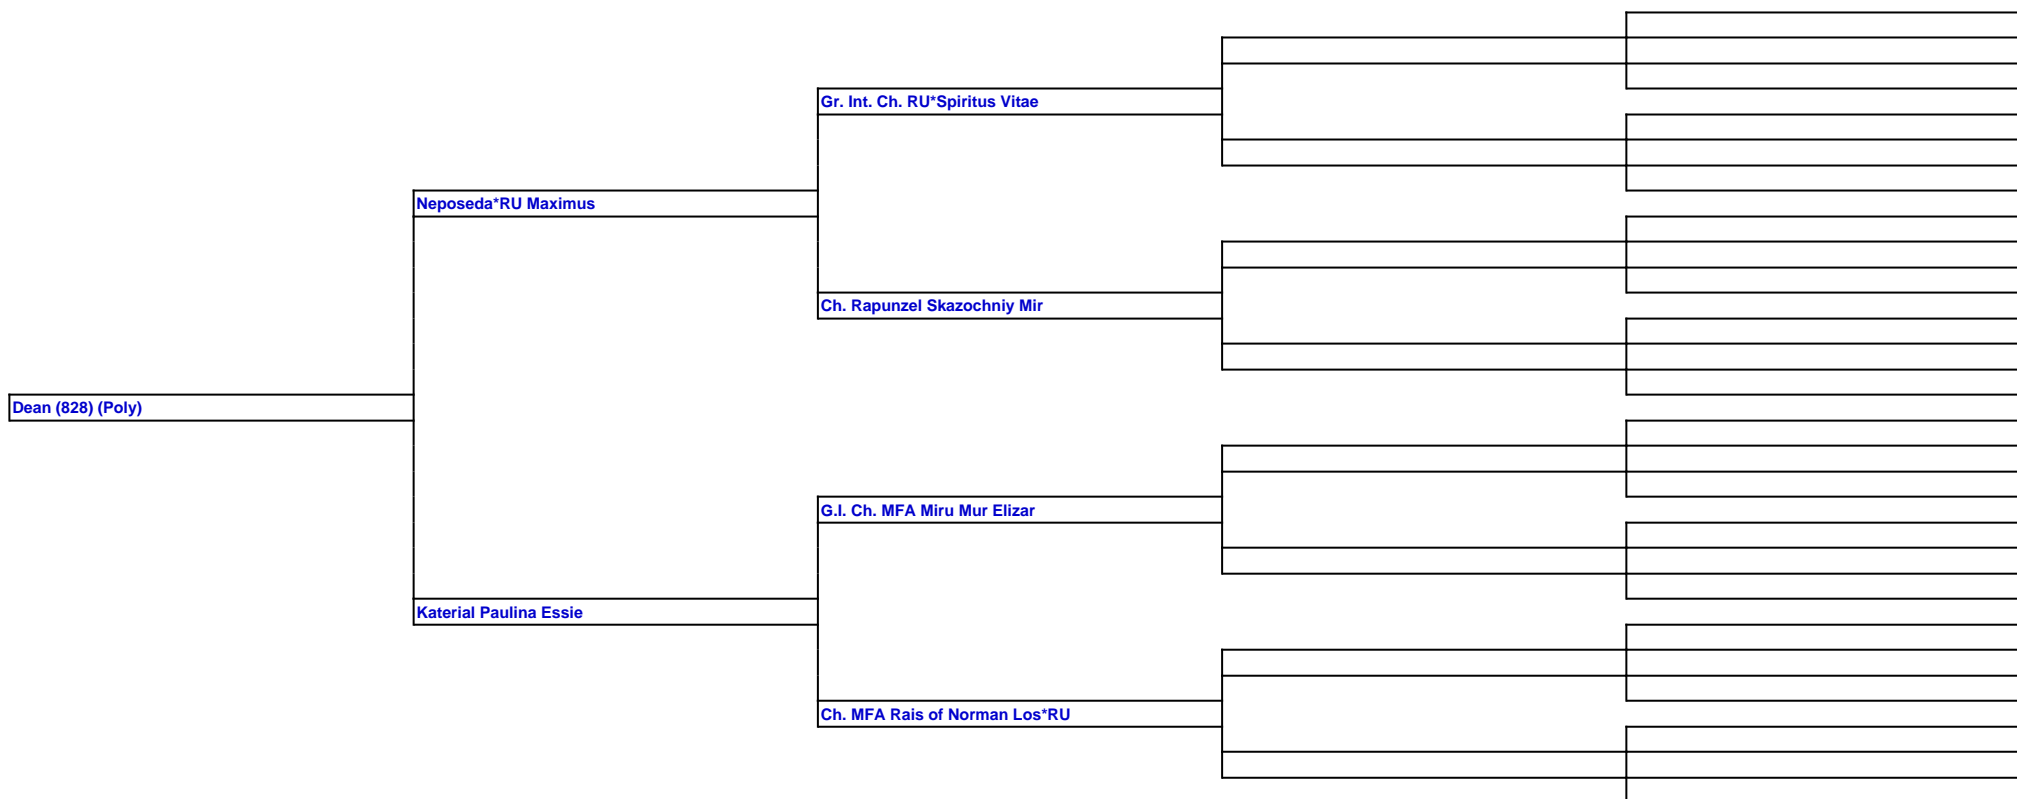 Gr. Int. Ch. RU*Spiritus Vitae
Neposeda*RU Maximus
Ch. Rapunzel Skazochniy Mir
Dean (828) (Poly)
G.I. Ch. MFA Miru Mur Elizar
Katerial Paulina Essie
Ch. MFA Rais of Norman Los*RU